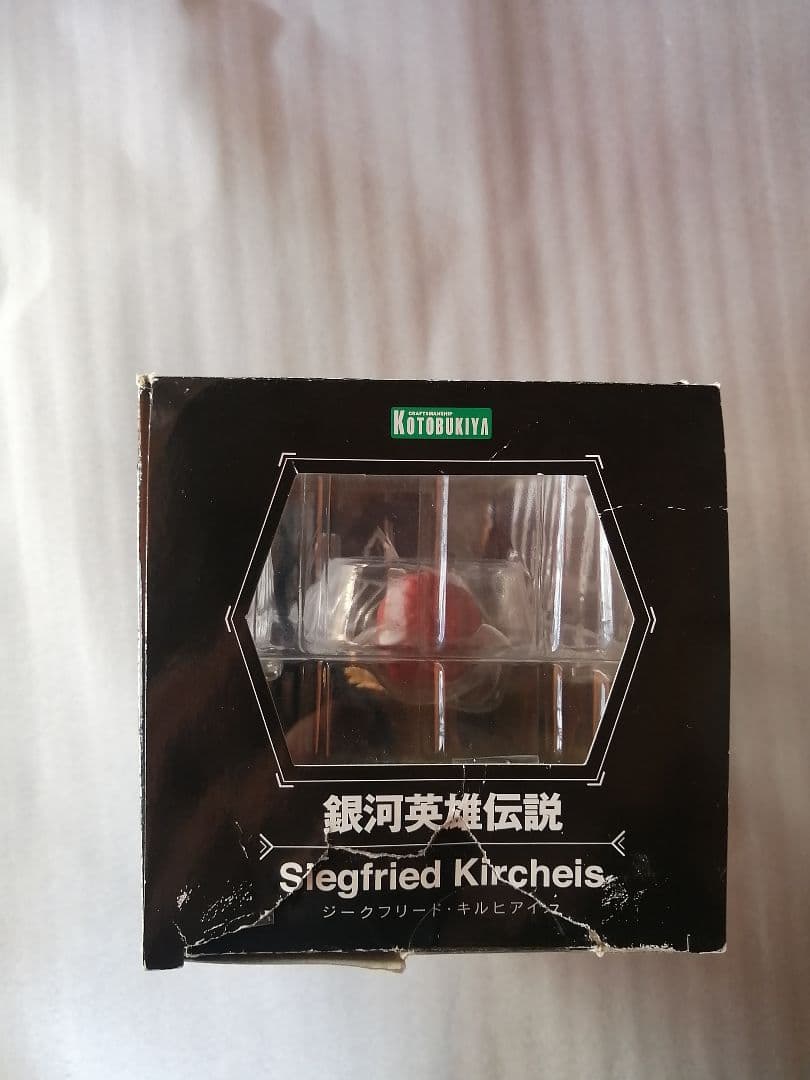 CRAFTSMANSHIP
KOTOBUKIYA
銀河英雄伝説
Siegfried Kircheis
ジークフリード・キルヒアイス